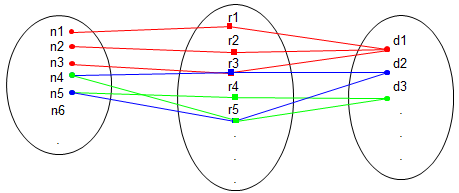 n1
n2
n3
n4
n5
n6
.
r1
r2
r3
r4
r5
.
.
.
d1
d2
d3
.
.
.